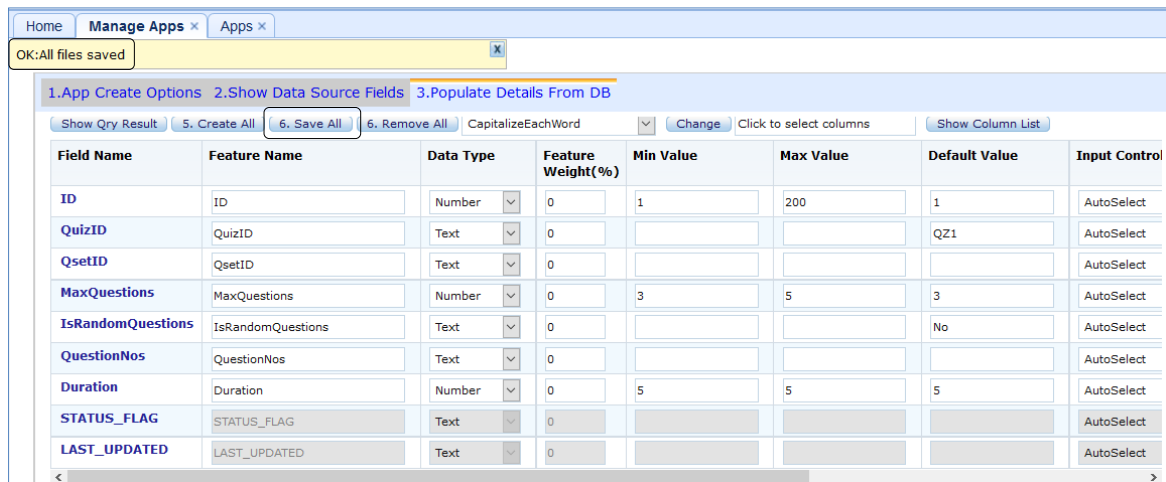 Home Manage Apps × Apps ×
OK:All files saved X
1.App Create Options 2.Show Data Source Fields 3.Populate Details From DB
Show Qry Result 5. Create All 6. Save All 6. Remove All CapitalizeEachWord Change Click to select columns Show Column List
Field Name Feature Name Data Type Feature Weight(%) Min Value Max Value Default Value Input Control
ID ID Number 0 1 200 1 AutoSelect
QuizID QuizID Text 0 QZ1 AutoSelect
QsetID QsetID Text 0 AutoSelect
MaxQuestions MaxQuestions Number 0 3 5 3 AutoSelect
IsRandomQuestions IsRandomQuestions Text 0 No AutoSelect
QuestionNos QuestionNos Text 0 AutoSelect
Duration Duration Number 0 5 5 5 AutoSelect
STATUS_FLAG STATUS_FLAG Text 0 AutoSelect
LAST_UPDATED LAST_UPDATED Text 0 AutoSelect